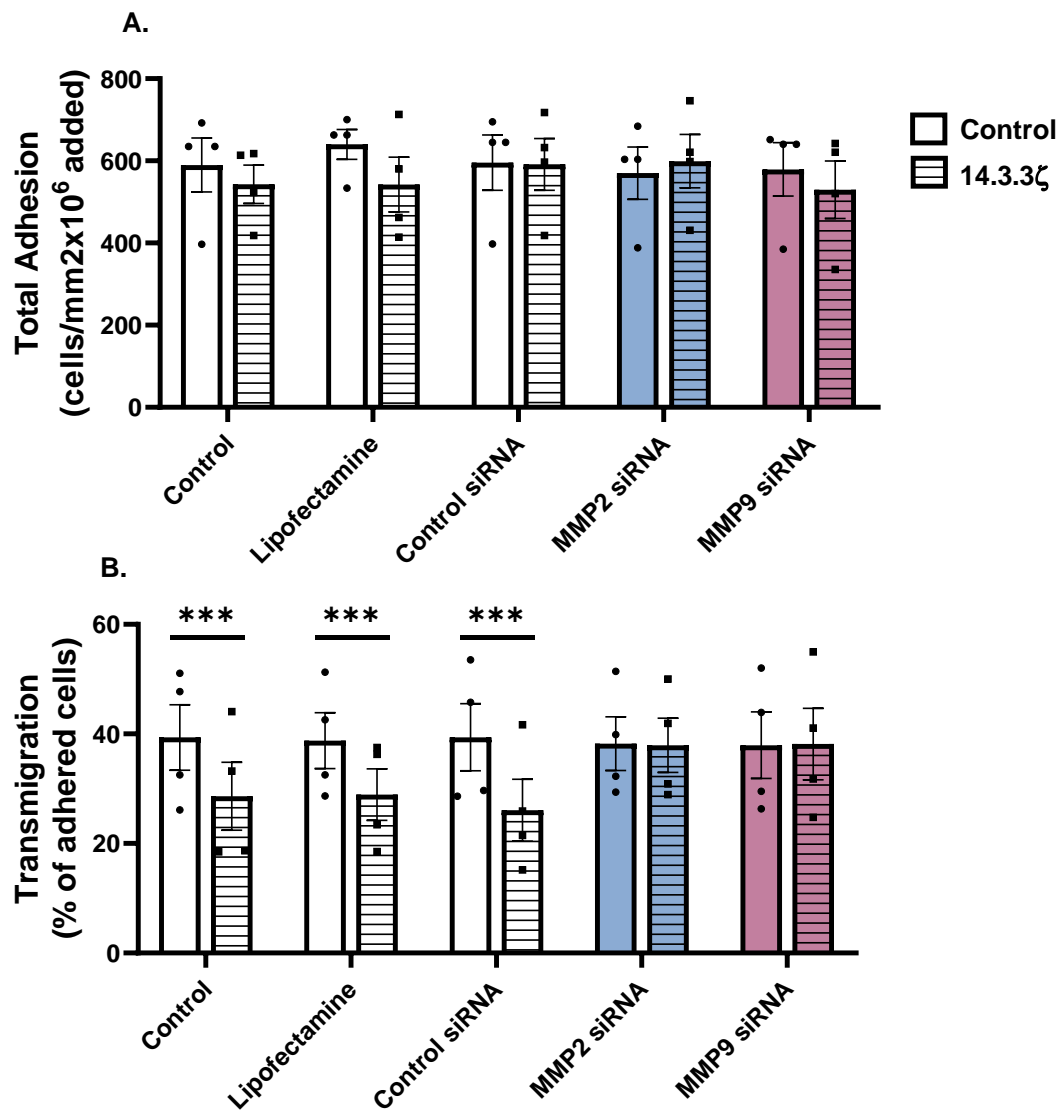 A.
Total Adhesion
(cells/mm2x10⁶ added)
800
600
400
200
0
Control
Lipofectamine
Control siRNA
MMP2 siRNA
MMP9 siRNA
Control
14.3.3ζ
B.
Transmigration
(% of adhered cells)
60
40
20
0
***
***
***
Control
Lipofectamine
Control siRNA
MMP2 siRNA
MMP9 siRNA